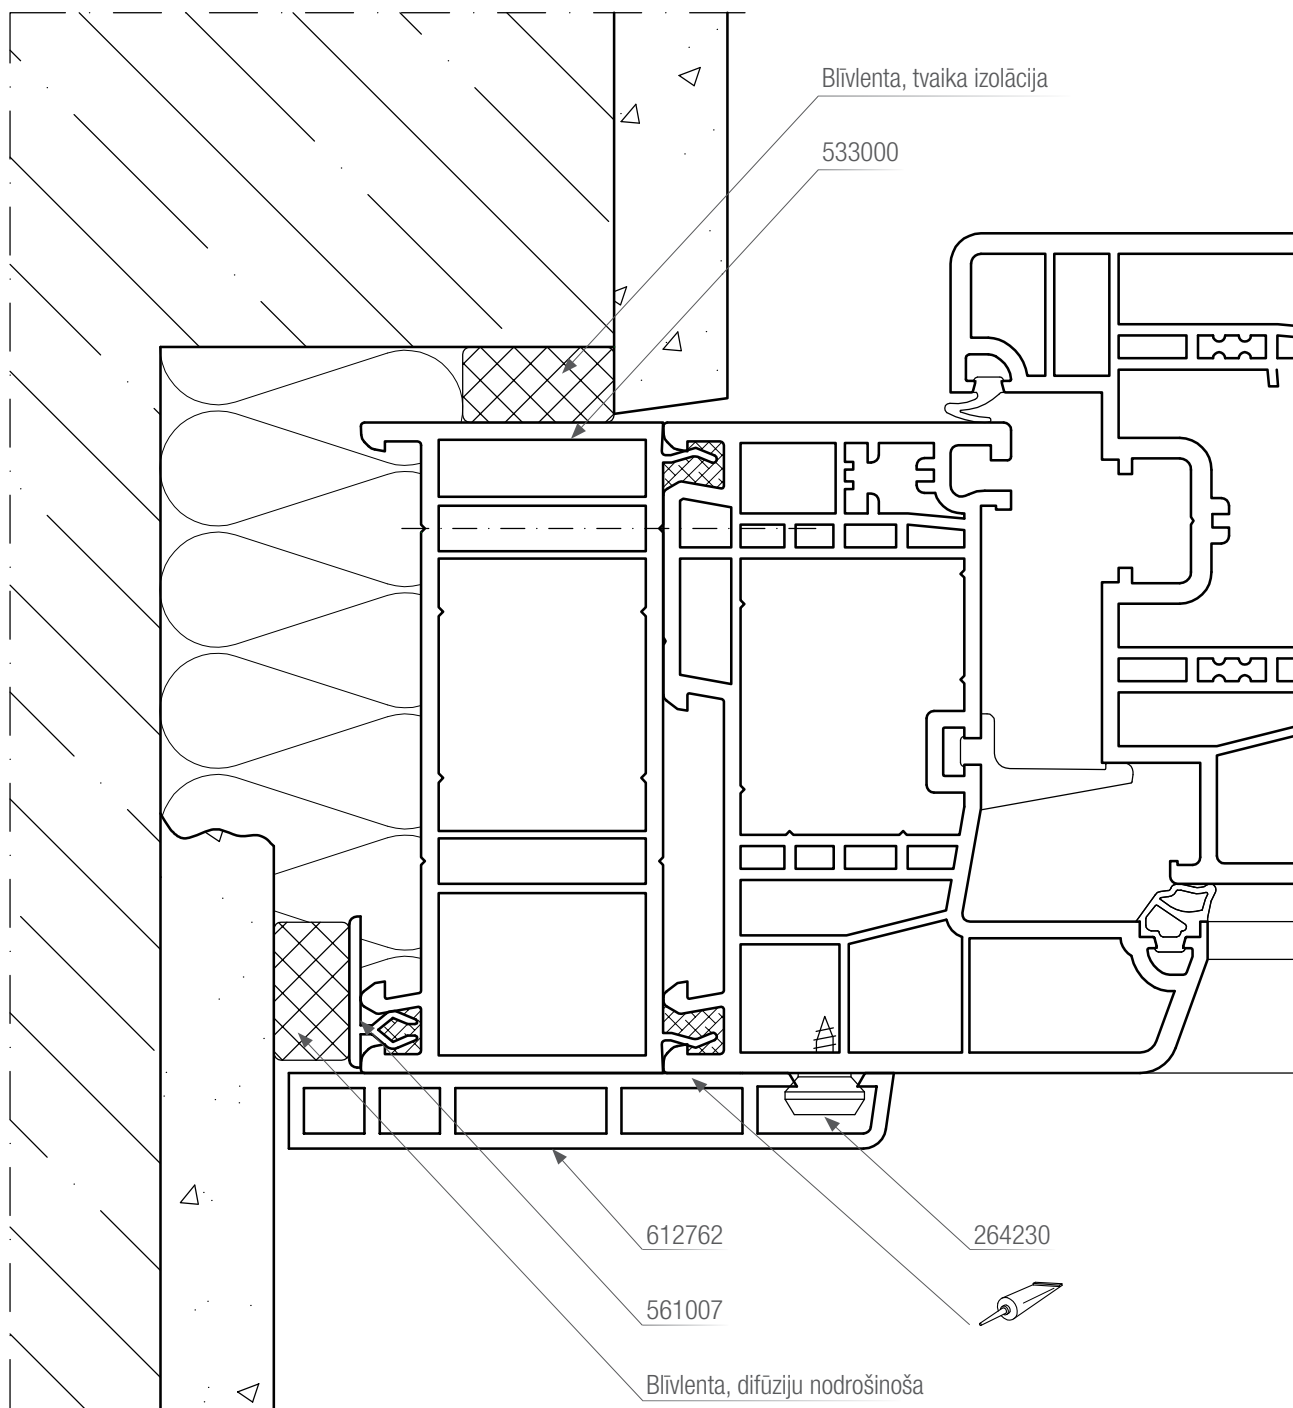 Blīvlenta, tvaika izolācija
533000
612762
264230
561007
Blīvlenta, difūziju nodrošinoša